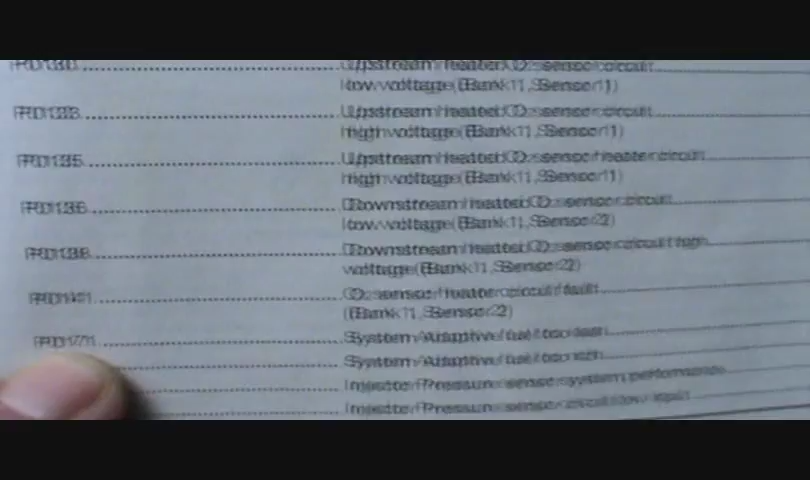 Upstream heated O2 sensor circuit
low voltage (Bank 1, Sensor 1)
P0132 Upstream heated O2 sensor circuit
high voltage (Bank 1, Sensor 1)
P0135 Upstream heated O2 sensor heater circuit
high voltage (Bank 1, Sensor 1)
Downstream heated O2 sensor circuit
low voltage (Bank 1, Sensor 2)
P0138 Downstream heated O2 sensor circuit high
voltage (Bank 1, Sensor 2)
P0141 O2 sensor heater circuit fault
(Bank 1, Sensor 2)
P0171 System Adaptive fuel too lean
System Adaptive fuel too rich
Injector Pressure sensor system performance
Injector Pressure sensor circuit low input